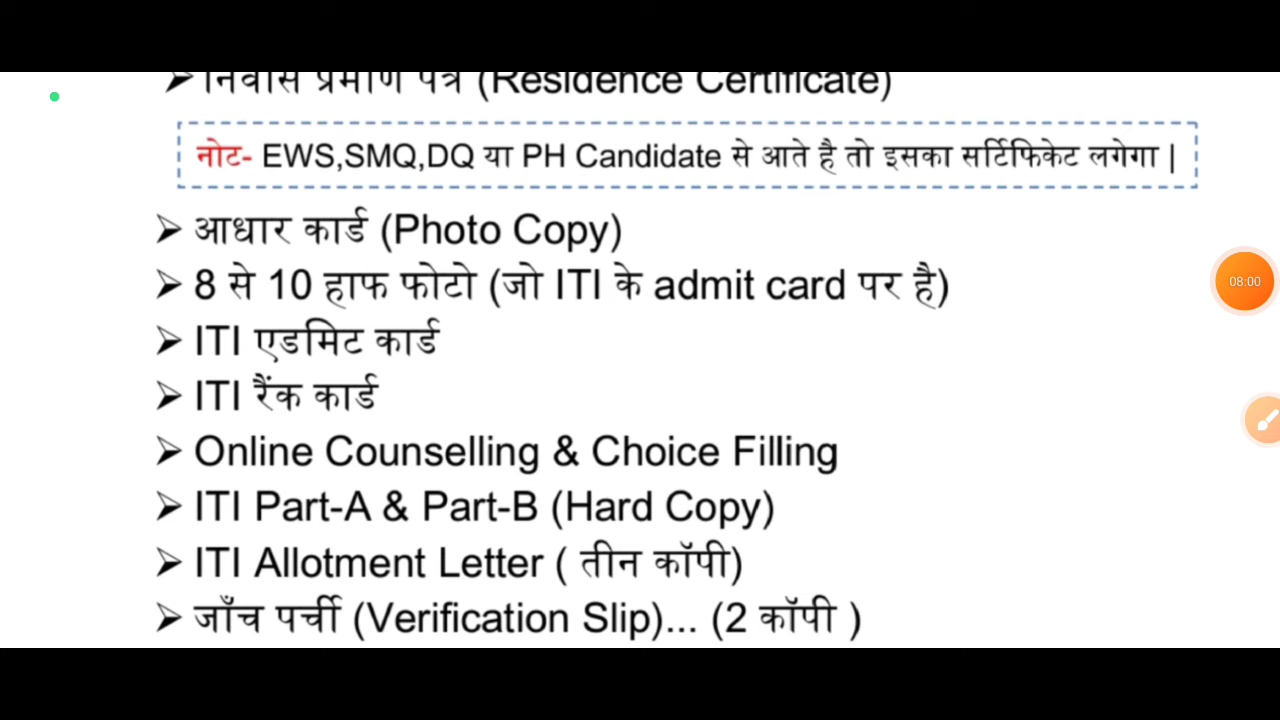 ➢ निवास प्रमाण पत्र (Residence Certificate)
नोट- EWS,SMQ,DQ या PH Candidate से आते है तो इसका सर्टिफिकेट लगेगा |
➢ आधार कार्ड (Photo Copy)
➢ 8 से 10 हाफ फोटो (जो ITI के admit card पर है)
08:00
➢ ITI एडमिट कार्ड
➢ ITI रैंक कार्ड
➢ Online Counselling & Choice Filling
➢ ITI Part-A & Part-B (Hard Copy)
➢ ITI Allotment Letter ( तीन कॉपी)
➢ जाँच पर्ची (Verification Slip)... (2 कॉपी )